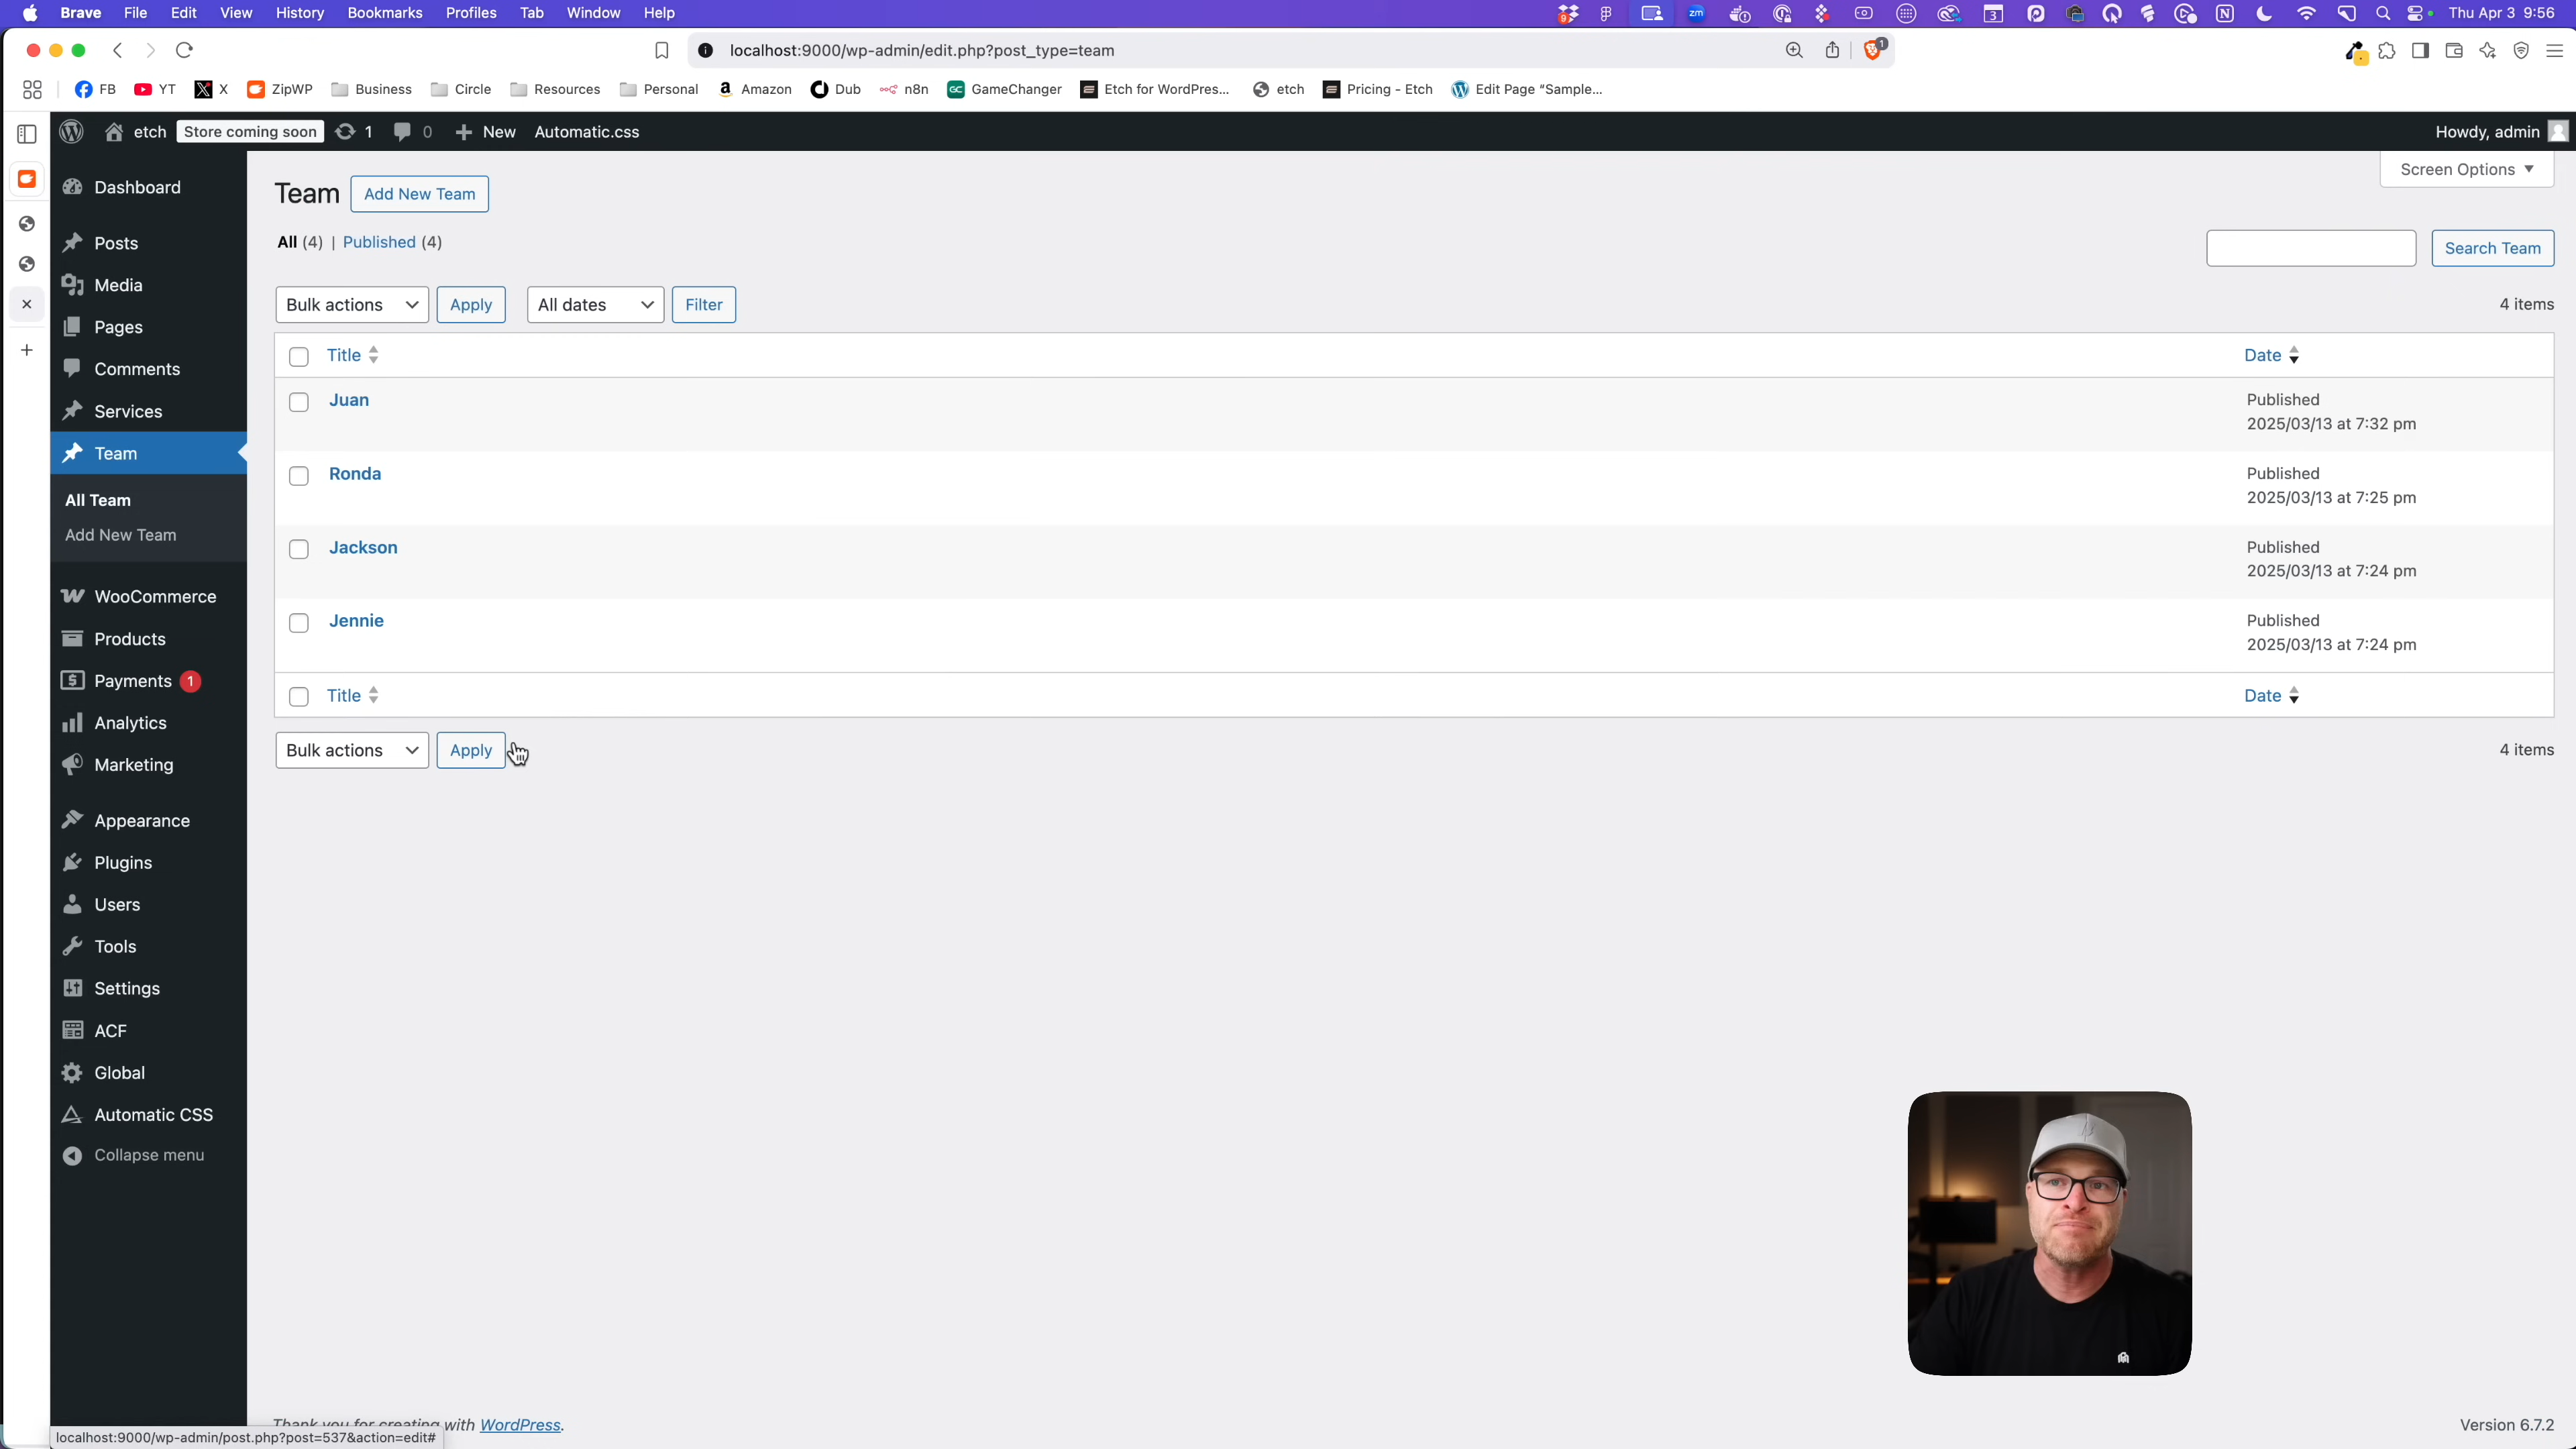 Brave File Edit View History Bookmarks Profiles Tab Window Help
9 zm 3 Thu Apr 3 9:56
localhost:9000/wp-admin/edit.php?post_type=team
1
FB YT X ZipWP Business Circle Resources Personal Amazon Dub n8n GameChanger Etch for WordPres... etch Pricing - Etch Edit Page “Sample...
etch Store coming soon 1 0 New Automatic.css
Howdy, admin
Dashboard
Posts
Media
Pages
Comments
Services
Team
All Team
Add New Team
WooCommerce
Products
Payments 1
Analytics
Marketing
Appearance
Plugins
Users
Tools
Settings
ACF
Global
Automatic CSS
Collapse menu
Screen Options
Team Add New Team
All (4) | Published (4)
Search Team
Bulk actions Apply All dates Filter
4 items
Title Date
Juan Published
2025/03/13 at 7:32 pm
Ronda Published
2025/03/13 at 7:25 pm
Jackson Published
2025/03/13 at 7:24 pm
Jennie Published
2025/03/13 at 7:24 pm
Title Date
Bulk actions Apply
4 items
Thank you for creating with WordPress.
Version 6.7.2
localhost:9000/wp-admin/post.php?post=537&action=edit#